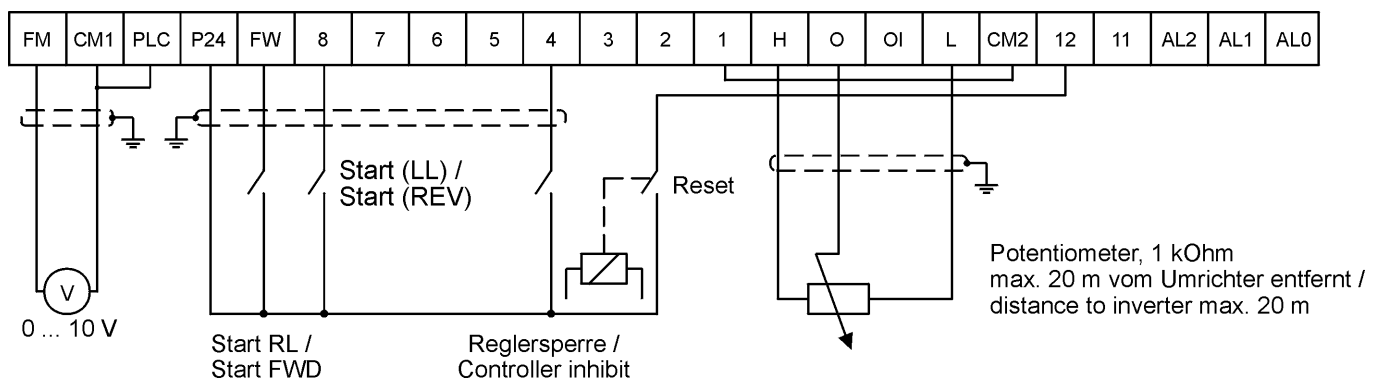 FM CM1 PLC P24 FW 8 7 6 5 4 3 2 1 H O OI L CM2 12 11 AL2 AL1 AL0
Start (LL) /
Start (REV)
Reset
V
0 ... 10 V
Start RL /
Start FWD
Reglersperre /
Controller inhibit
Potentiometer, 1 kOhm
max. 20 m vom Umrichter entfernt /
distance to inverter max. 20 m